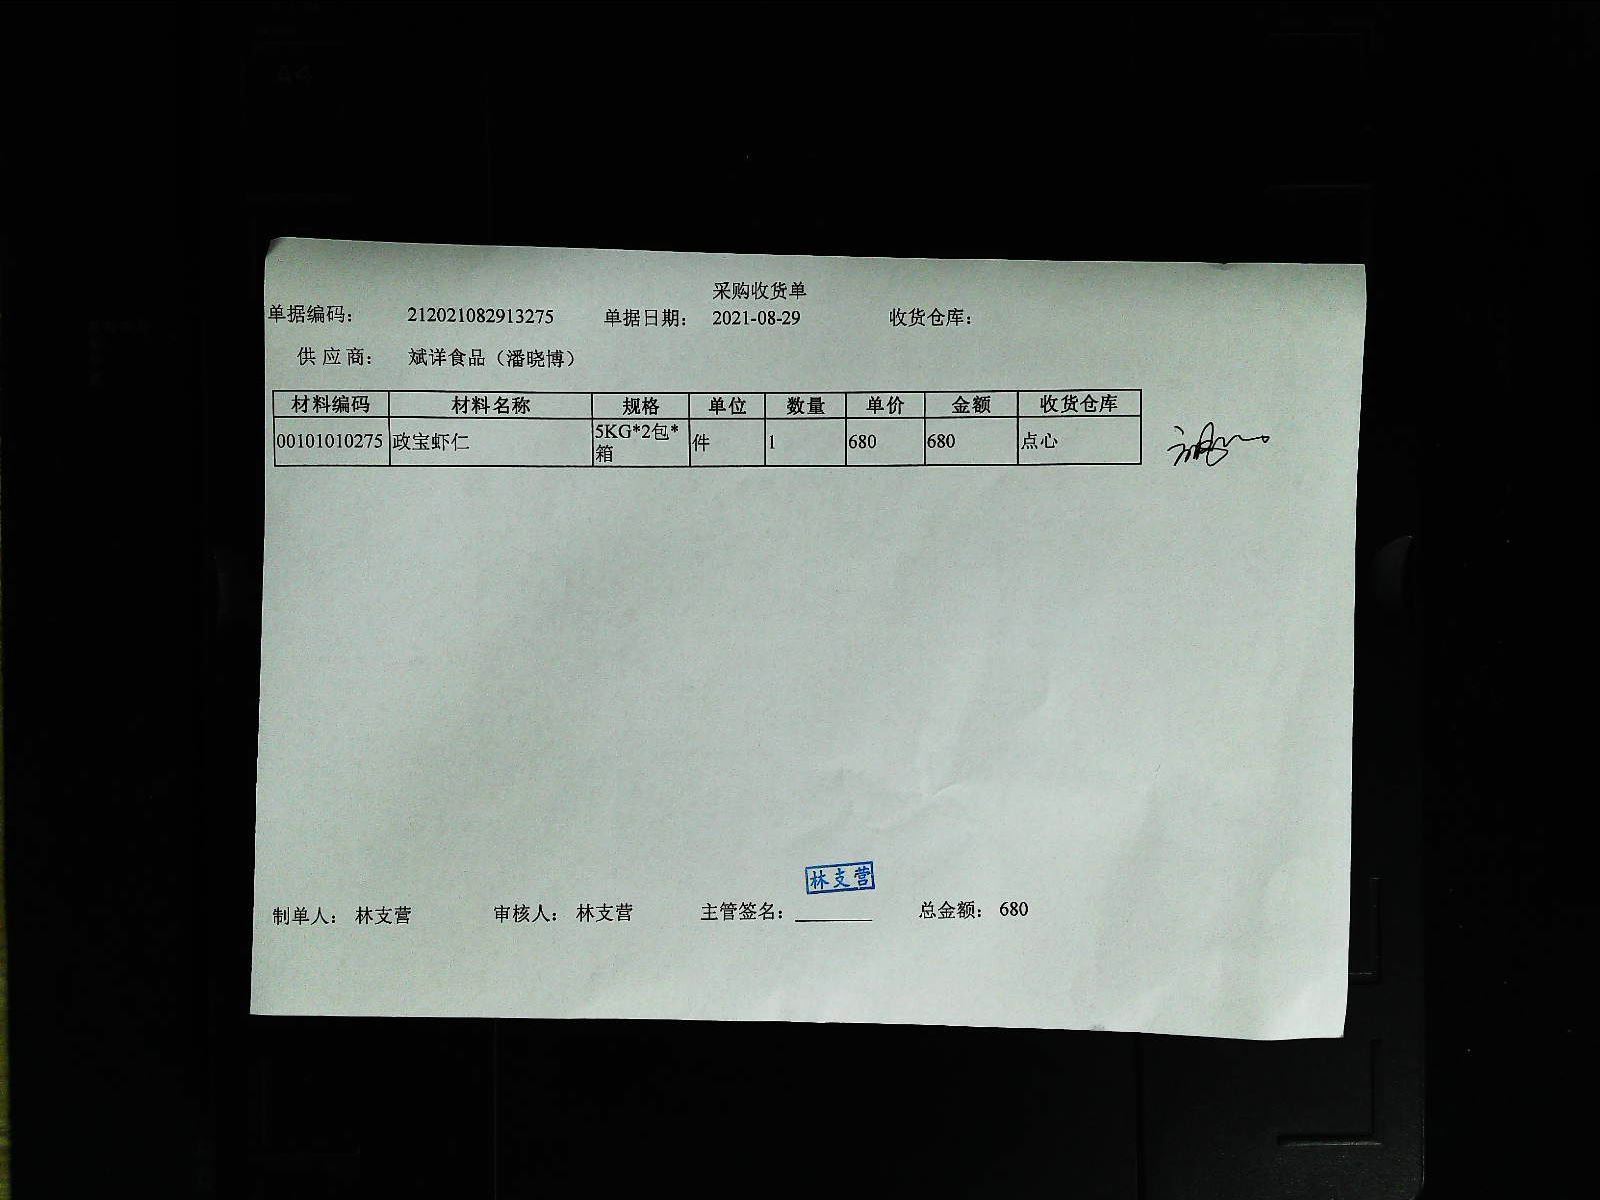 A4
采购收货单
单据编码： 212021082913275 单据日期： 2021-08-29 收货仓库：
供应商： 斌详食品（潘晓博）
材料编码 材料名称 规格 单位 数量 单价 金额 收货仓库
00101010275 政宝虾仁 5KG*2包*箱 件 1 680 680 点心
林支营
制单人： 林支营 审核人： 林支营 主管签名： 总金额： 680